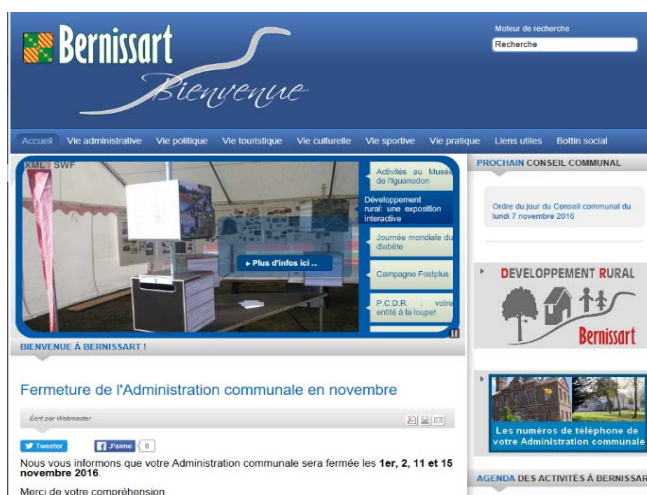 Bernissart
Bienvenue
Moteur de recherche
Recherche
Accueil Vie administrative Vie politique Vie touristique Vie culturelle Vie sportive Vie pratique Liens utiles Bottin social
XML / SWF
Activités au Musée
de l'Iguanodon
Développement
rural: une exposition
interactive
Journée mondiale du
diabète
Campagne Fostplus
P.C.D.R. : votre
entité à la loupe!
▸ Plus d'infos ici ...
PROCHAIN CONSEIL COMMUNAL
Ordre du jour du Conseil communal du
lundi 7 novembre 2016
DEVELOPPEMENT RURAL
Bernissart
BIENVENUE À BERNISSART !
Fermeture de l'Administration communale en novembre
Écrit par Webmaster
Tweeter
J'aime 0
Nous vous informons que votre Administration communale sera fermée les 1er, 2, 11 et 15
novembre 2016.
Merci de votre compréhension
Les numéros de téléphone de
votre Administration communale
AGENDA DES ACTIVITÉS À BERNISSAR